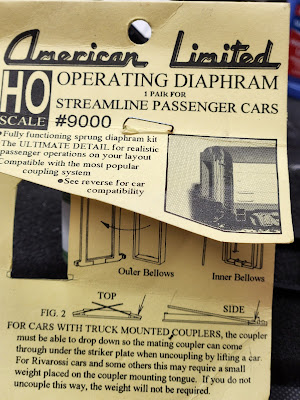 American Limited
HO
SCALE
OPERATING DIAPHRAM
1 PAIR FOR
STREAMLINE PASSENGER CARS
#9000
•Fully functioning sprung diaphram kit
The ULTIMATE DETAIL for realistic
passenger operations on your layout
Compatible with the most popular
coupling system
•See reverse for car
compatibility
Outer Bellows
Inner Bellows
TOP
SIDE
FIG. 2
FOR CARS WITH TRUCK MOUNTED COUPLERS, the coupler
must be able to drop down so the mating coupler can come
through under the striker plate when uncoupling by lifting a car.
For Rivarossi cars and some others this may require a small
weight placed on the coupler mounting tongue. If you do not
uncouple this way, the weight will not be required.